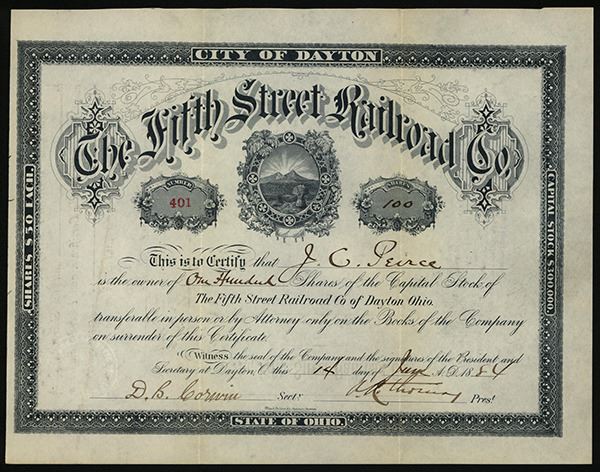 CITY OF DAYTON
The Fifth Street Railroad Co.
NUMBER
401
SHARES
100
SHARES $50 EACH.
CAPITAL STOCK $300,000.
This is to Certify that J. C. Peirce
is the owner of One Hundred Shares of the Capital Stock of
The Fifth Street Railroad Co of Dayton Ohio.
transferable in person or by Attorney only on the Books of the Company
on surrender of this Certificate.
Witness the seal of the Company and the signatures of the President and
Secretary at Dayton, O. this 14 day of A.D. 1884
D. B. Corwin Secty. Prest
STATE OF OHIO.